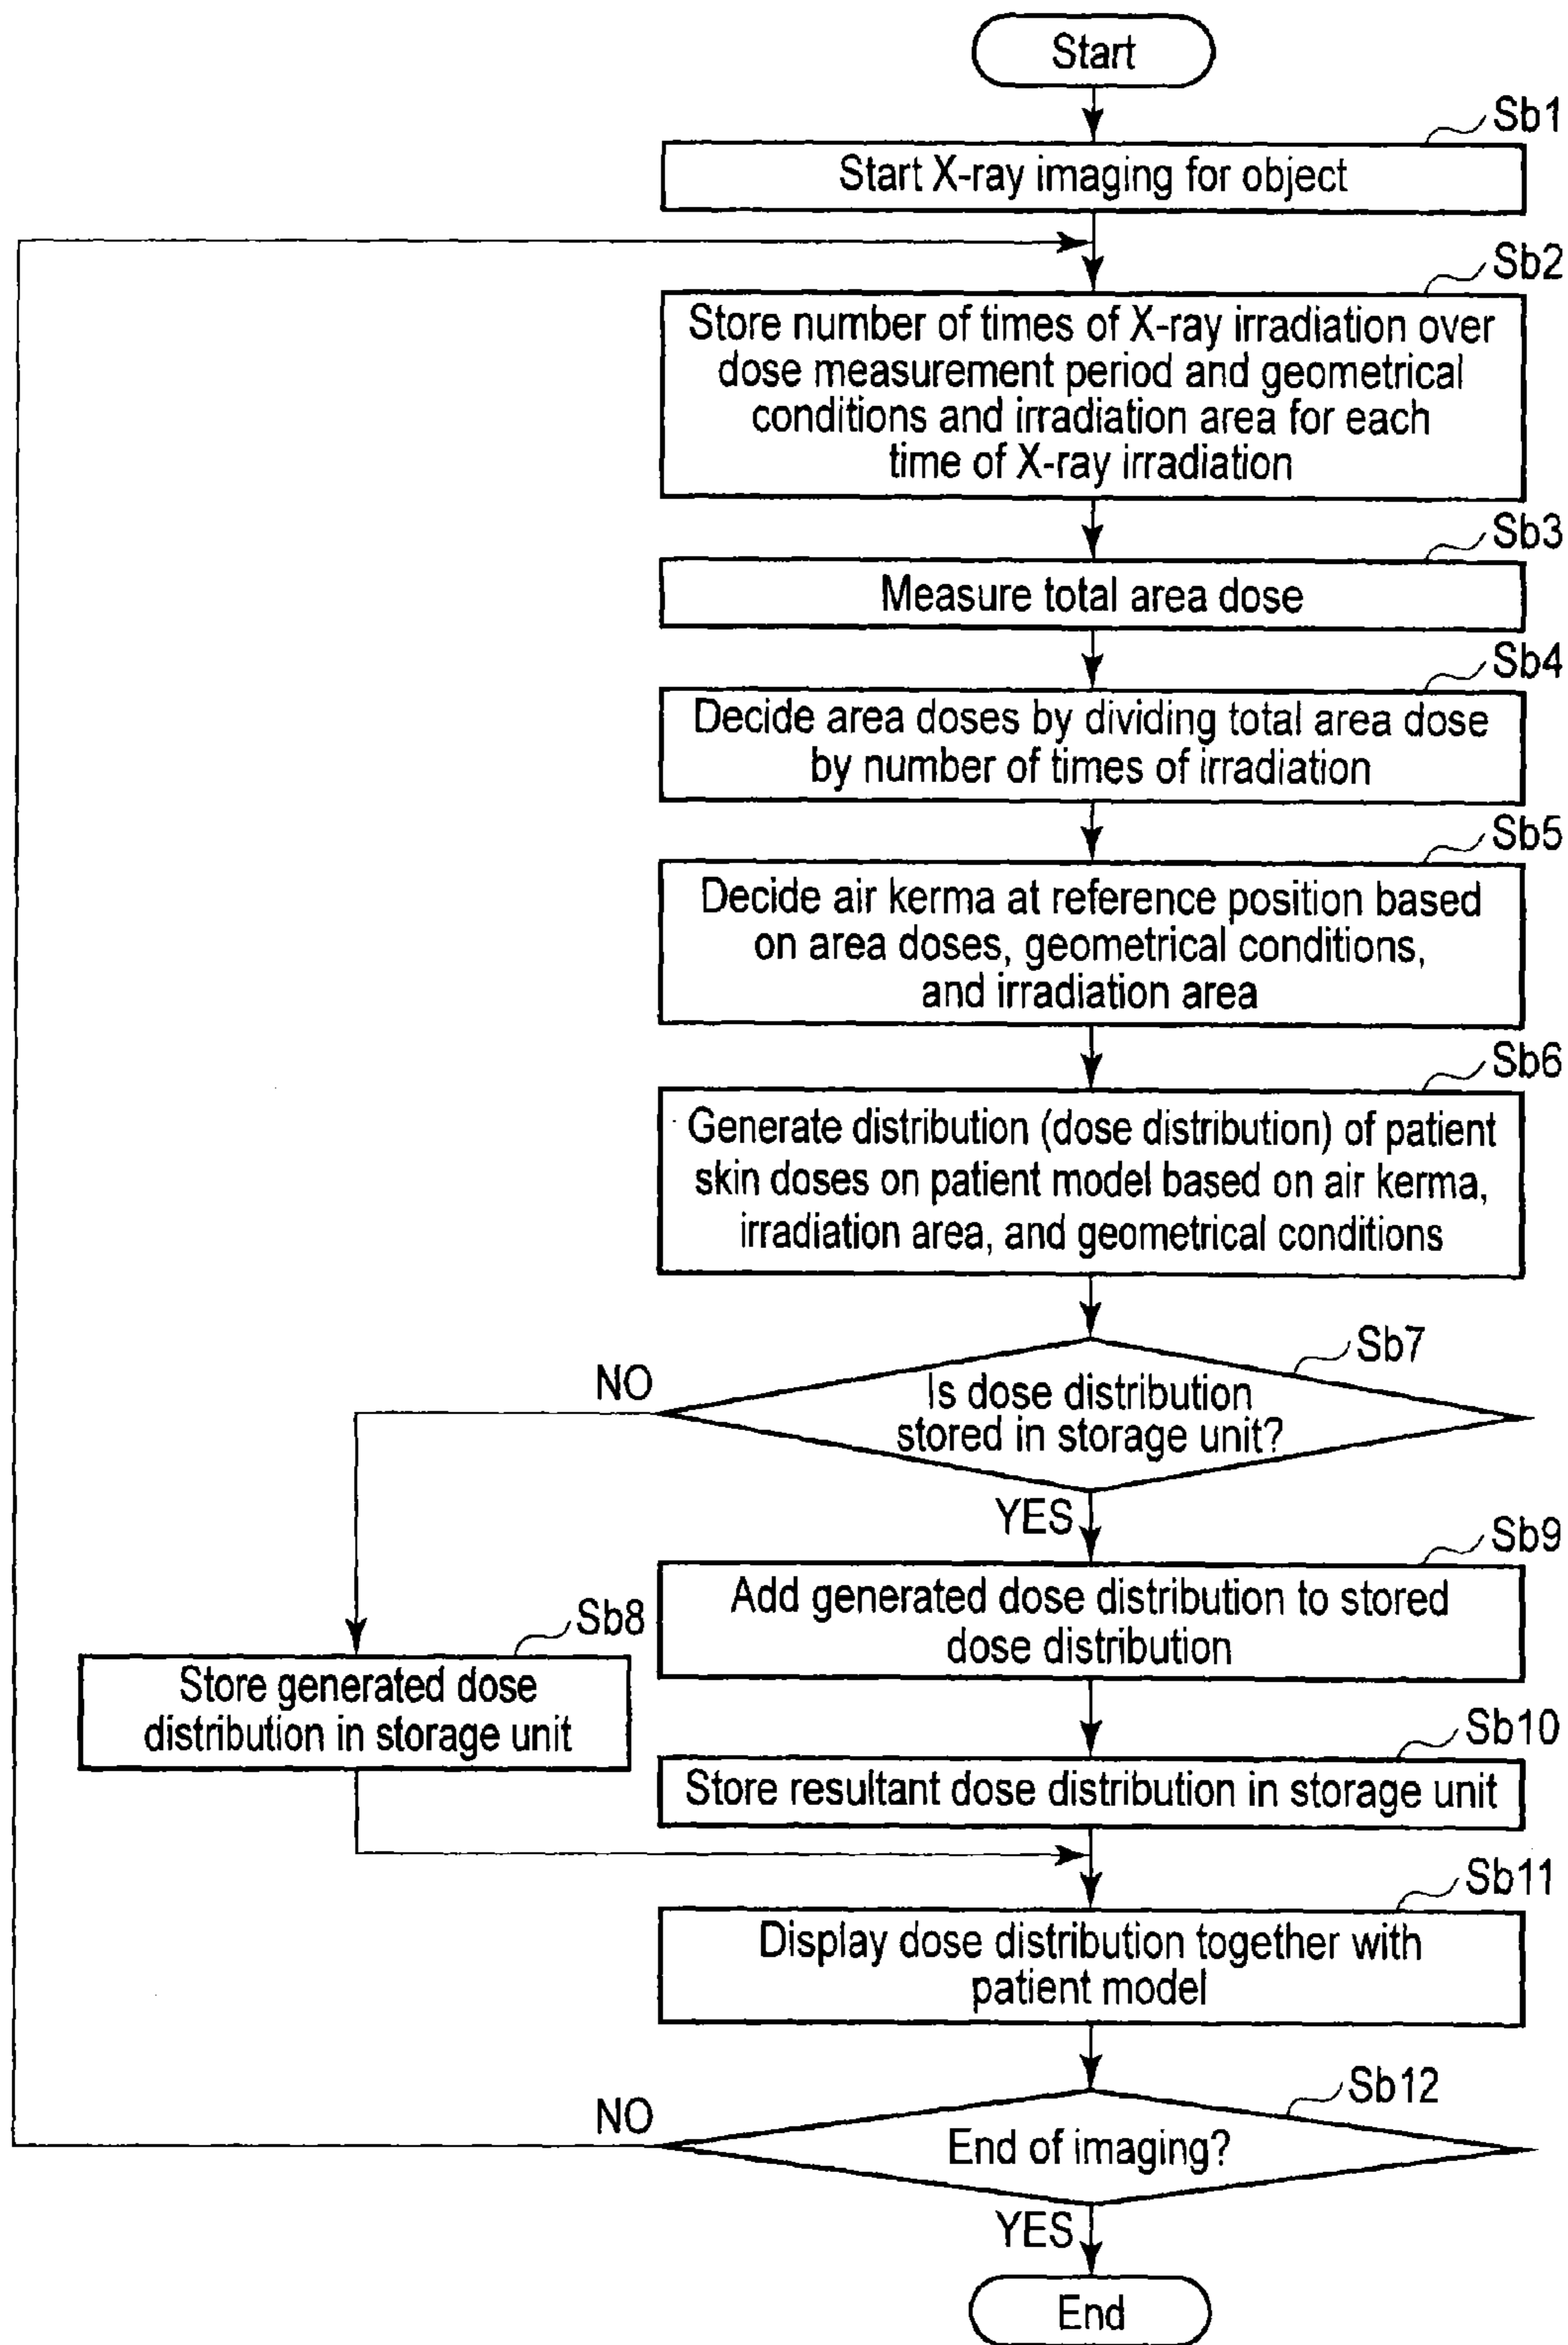 Start
Sb1
Start X-ray imaging for object
Sb2
Store number of times of X-ray irradiation over
dose measurement period and geometrical
conditions and irradiation area for each
time of X-ray irradiation
Sb3
Measure total area dose
Sb4
Decide area doses by dividing total area dose
by number of times of irradiation
Sb5
Decide air kerma at reference position based
on area doses, geometrical conditions,
and irradiation area
Sb6
Generate distribution (dose distribution) of patient
skin doses on patient model based on air kerma,
irradiation area, and geometrical conditions
Sb7
NO
Is dose distribution
stored in storage unit?
YES
Sb9
Add generated dose distribution to stored
dose distribution
Sb8
Store generated dose
distribution in storage unit
Sb10
Store resultant dose distribution in storage unit
Sb11
Display dose distribution together with
patient model
Sb12
NO
End of imaging?
YES
End